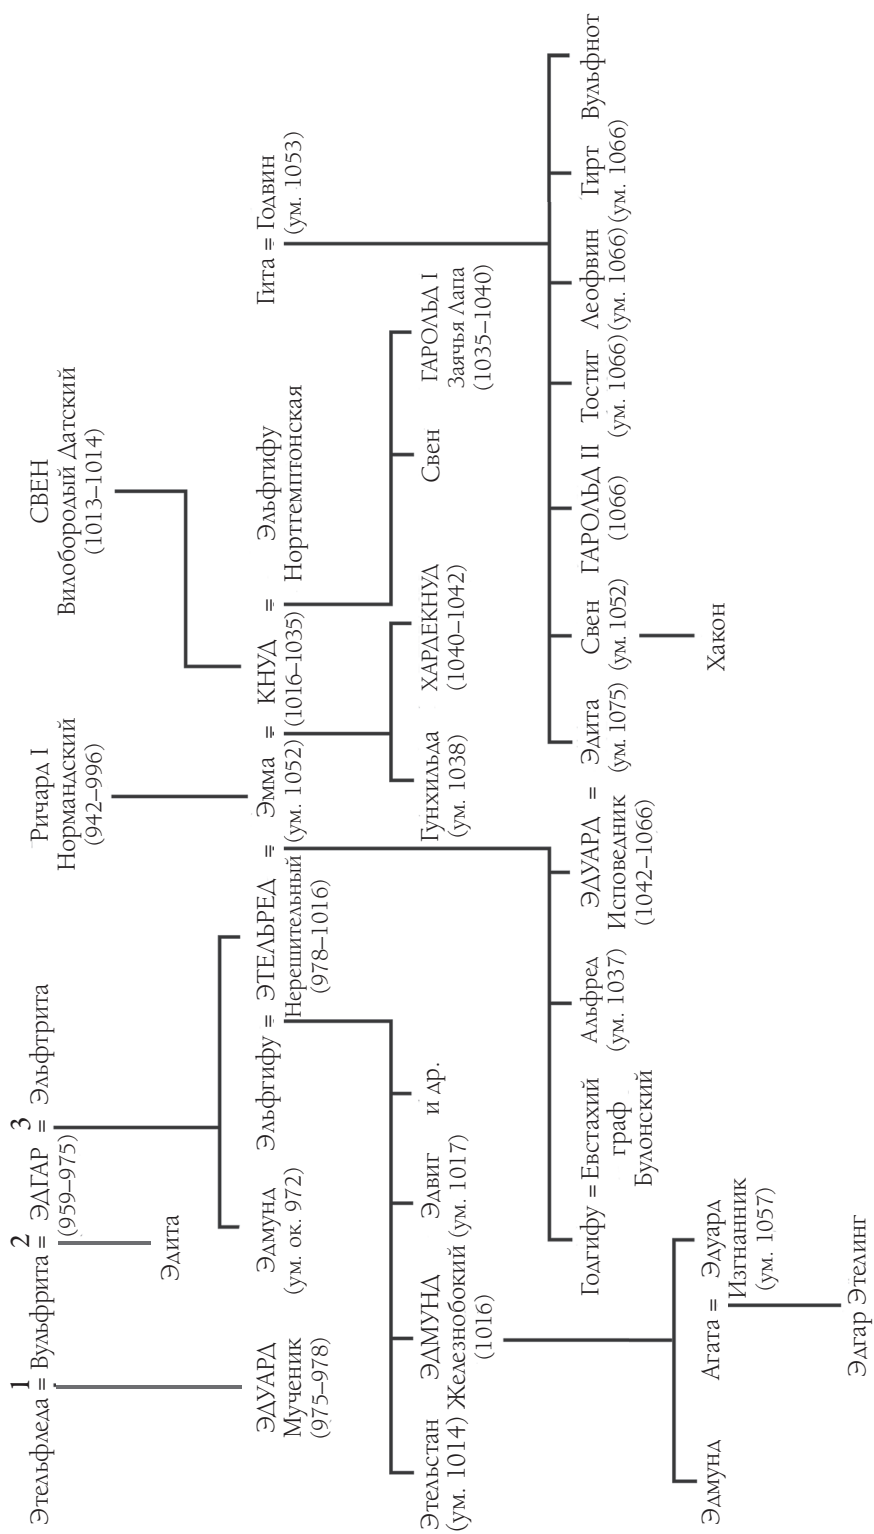 Этельфледа = Вульфрита = ЭДГАР = Эльфтрита
1 2 3
(959–975)
Ричард I
Нормандский
(942–996)
СВЕН
Вилобородый Датский
(1013–1014)
Эдита
ЭДУАРД
Мученик
(975–978)
Эдмунд
(ум. ок. 972)
Эльфгифу = ЭТЕЛЬРЕД = Эмма = КНУД = Эльфгифу
Нерешительный
(978–1016)
(ум. 1052)
(1016–1035)
Нортгемптонская
Гита = Годвин
(ум. 1053)
Этельстан
(ум. 1014)
ЭДМУНД
Железнобокий
(1016)
Эдвиг
(ум. 1017)
и др.
Гунхильда
(ум. 1038)
ХАРДЕКНУД
(1040–1042)
Свен
ГАРОЛЬД I
Заячья Лапа
(1035–1040)
Годгифу = Евстахий
граф
Булонский
Альфред
(ум. 1037)
ЭДУАРД = Эдита
Исповедник
(1042–1066)
(ум. 1075)
Свен
(ум. 1052)
ГАРОЛЬД II
(1066)
Тостиг
(ум. 1066)
Леофвин
(ум. 1066)
Гирт
(ум. 1066)
Вульфнот
Эдмунд
Агата = Эдуард
Изгнанник
(ум. 1057)
Хакон
Эдгар Этелинг